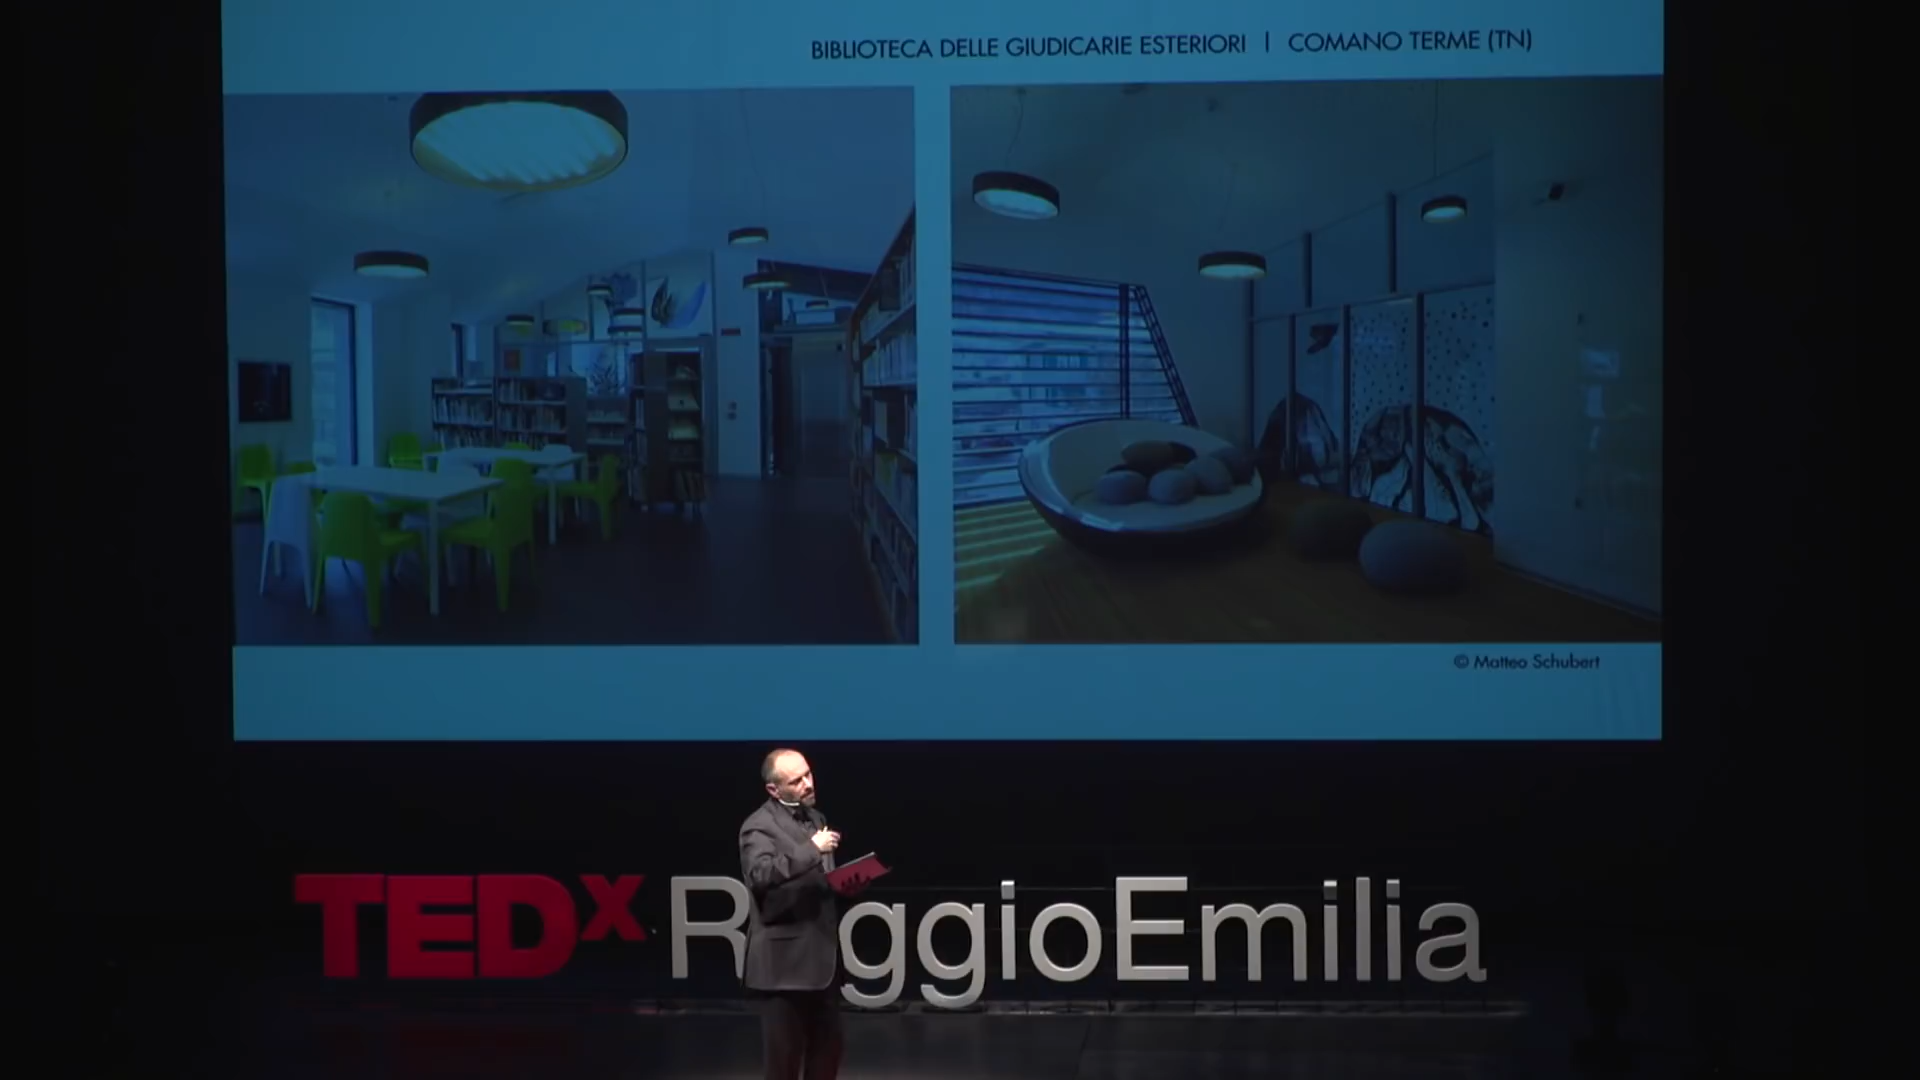 BIBLIOTECA DELLE GIUDICARIE ESTERIORI | COMANO TERME (TN)
© Matteo Schubert
TEDx ReggioEmilia